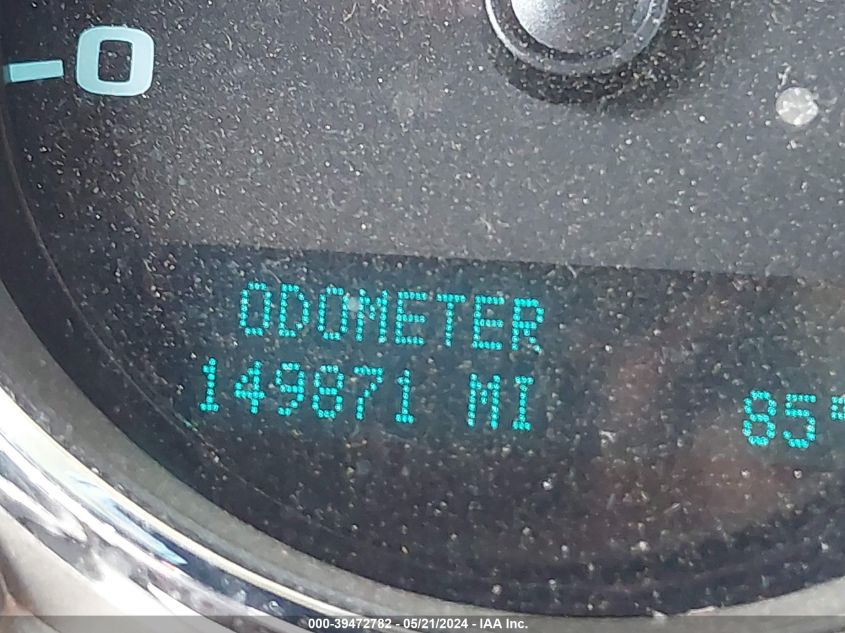 0
ODOMETER
149871 MI
85°
000-39472782 - 05/21/2024 - IAA Inc.